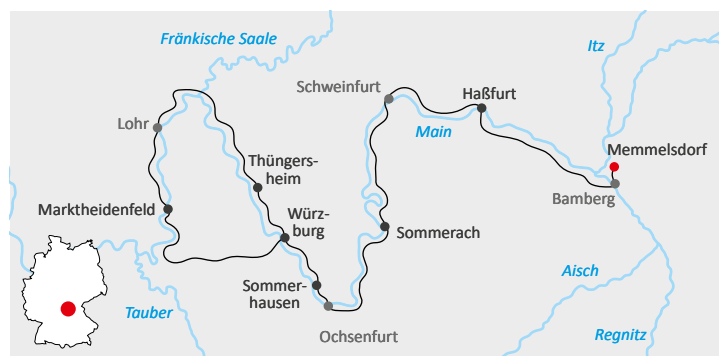 Fränkische Saale
Itz
Schweinfurt
Haßfurt
Lohr
Main
Memmelsdorf
Thüngers-
heim
Bamberg
Marktheidenfeld
Würz-
burg
Sommerach
Aisch
Sommer-
hausen
Tauber
Ochsenfurt
Regnitz